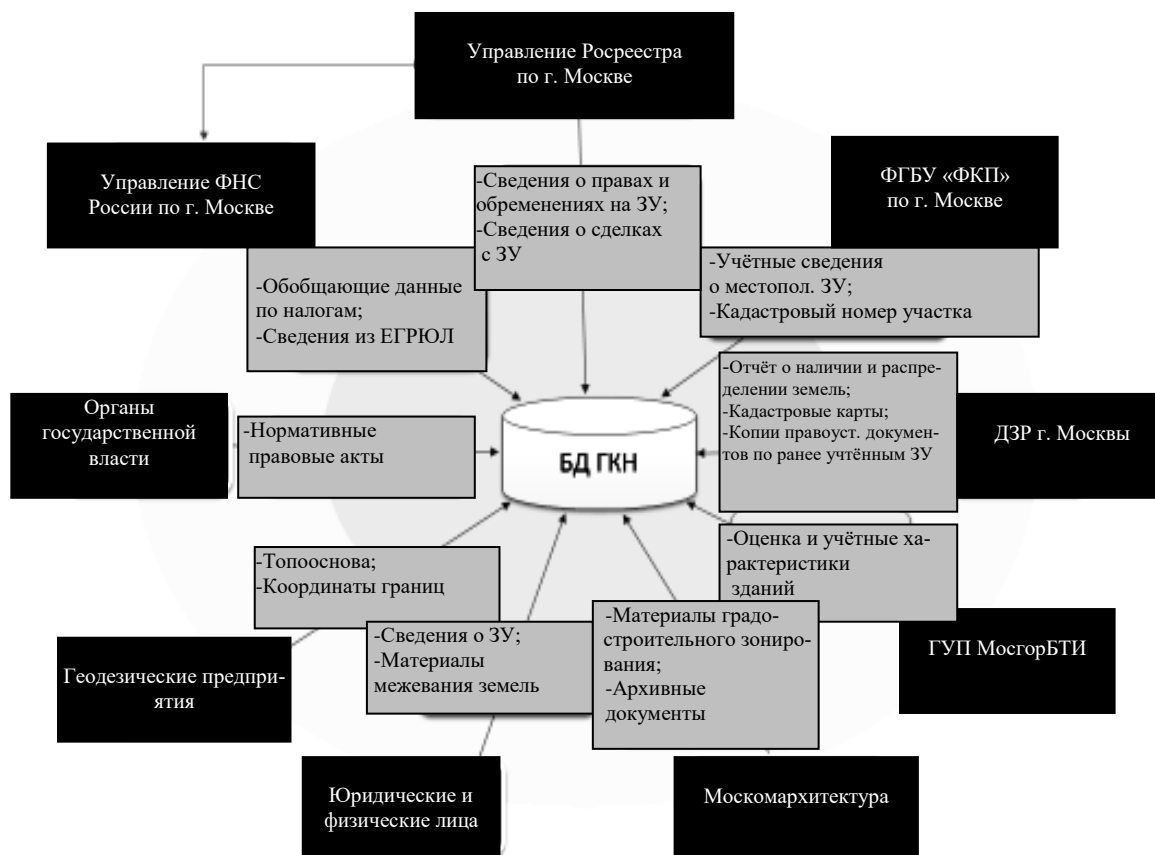 Управление Росреестра
по г. Москве
Управление ФНС
России по г. Москве
-Сведения о правах и
обременениях на ЗУ;
-Сведения о сделках
с ЗУ
ФГБУ «ФКП»
по г. Москве
-Обобщающие данные
по налогам;
-Сведения из ЕГРЮЛ
-Учётные сведения
о местопол. ЗУ;
-Кадастровый номер участка
Органы
государственной
власти
-Нормативные
правовые акты
БД ГКН
-Отчёт о наличии и распре-
делении земель;
-Кадастровые карты;
-Копии правоуст. докумен-
тов по ранее учтённым ЗУ
ДЗР г. Москвы
-Топооснова;
-Координаты границ
-Оценка и учётные ха-
рактеристики
зданий
Геодезические предпри-
ятия
-Сведения о ЗУ;
-Материалы
межевания земель
-Материалы градо-
строительного зониро-
вания;
-Архивные
документы
ГУП МосгорБТИ
Юридические и
физические лица
Москомархитектура